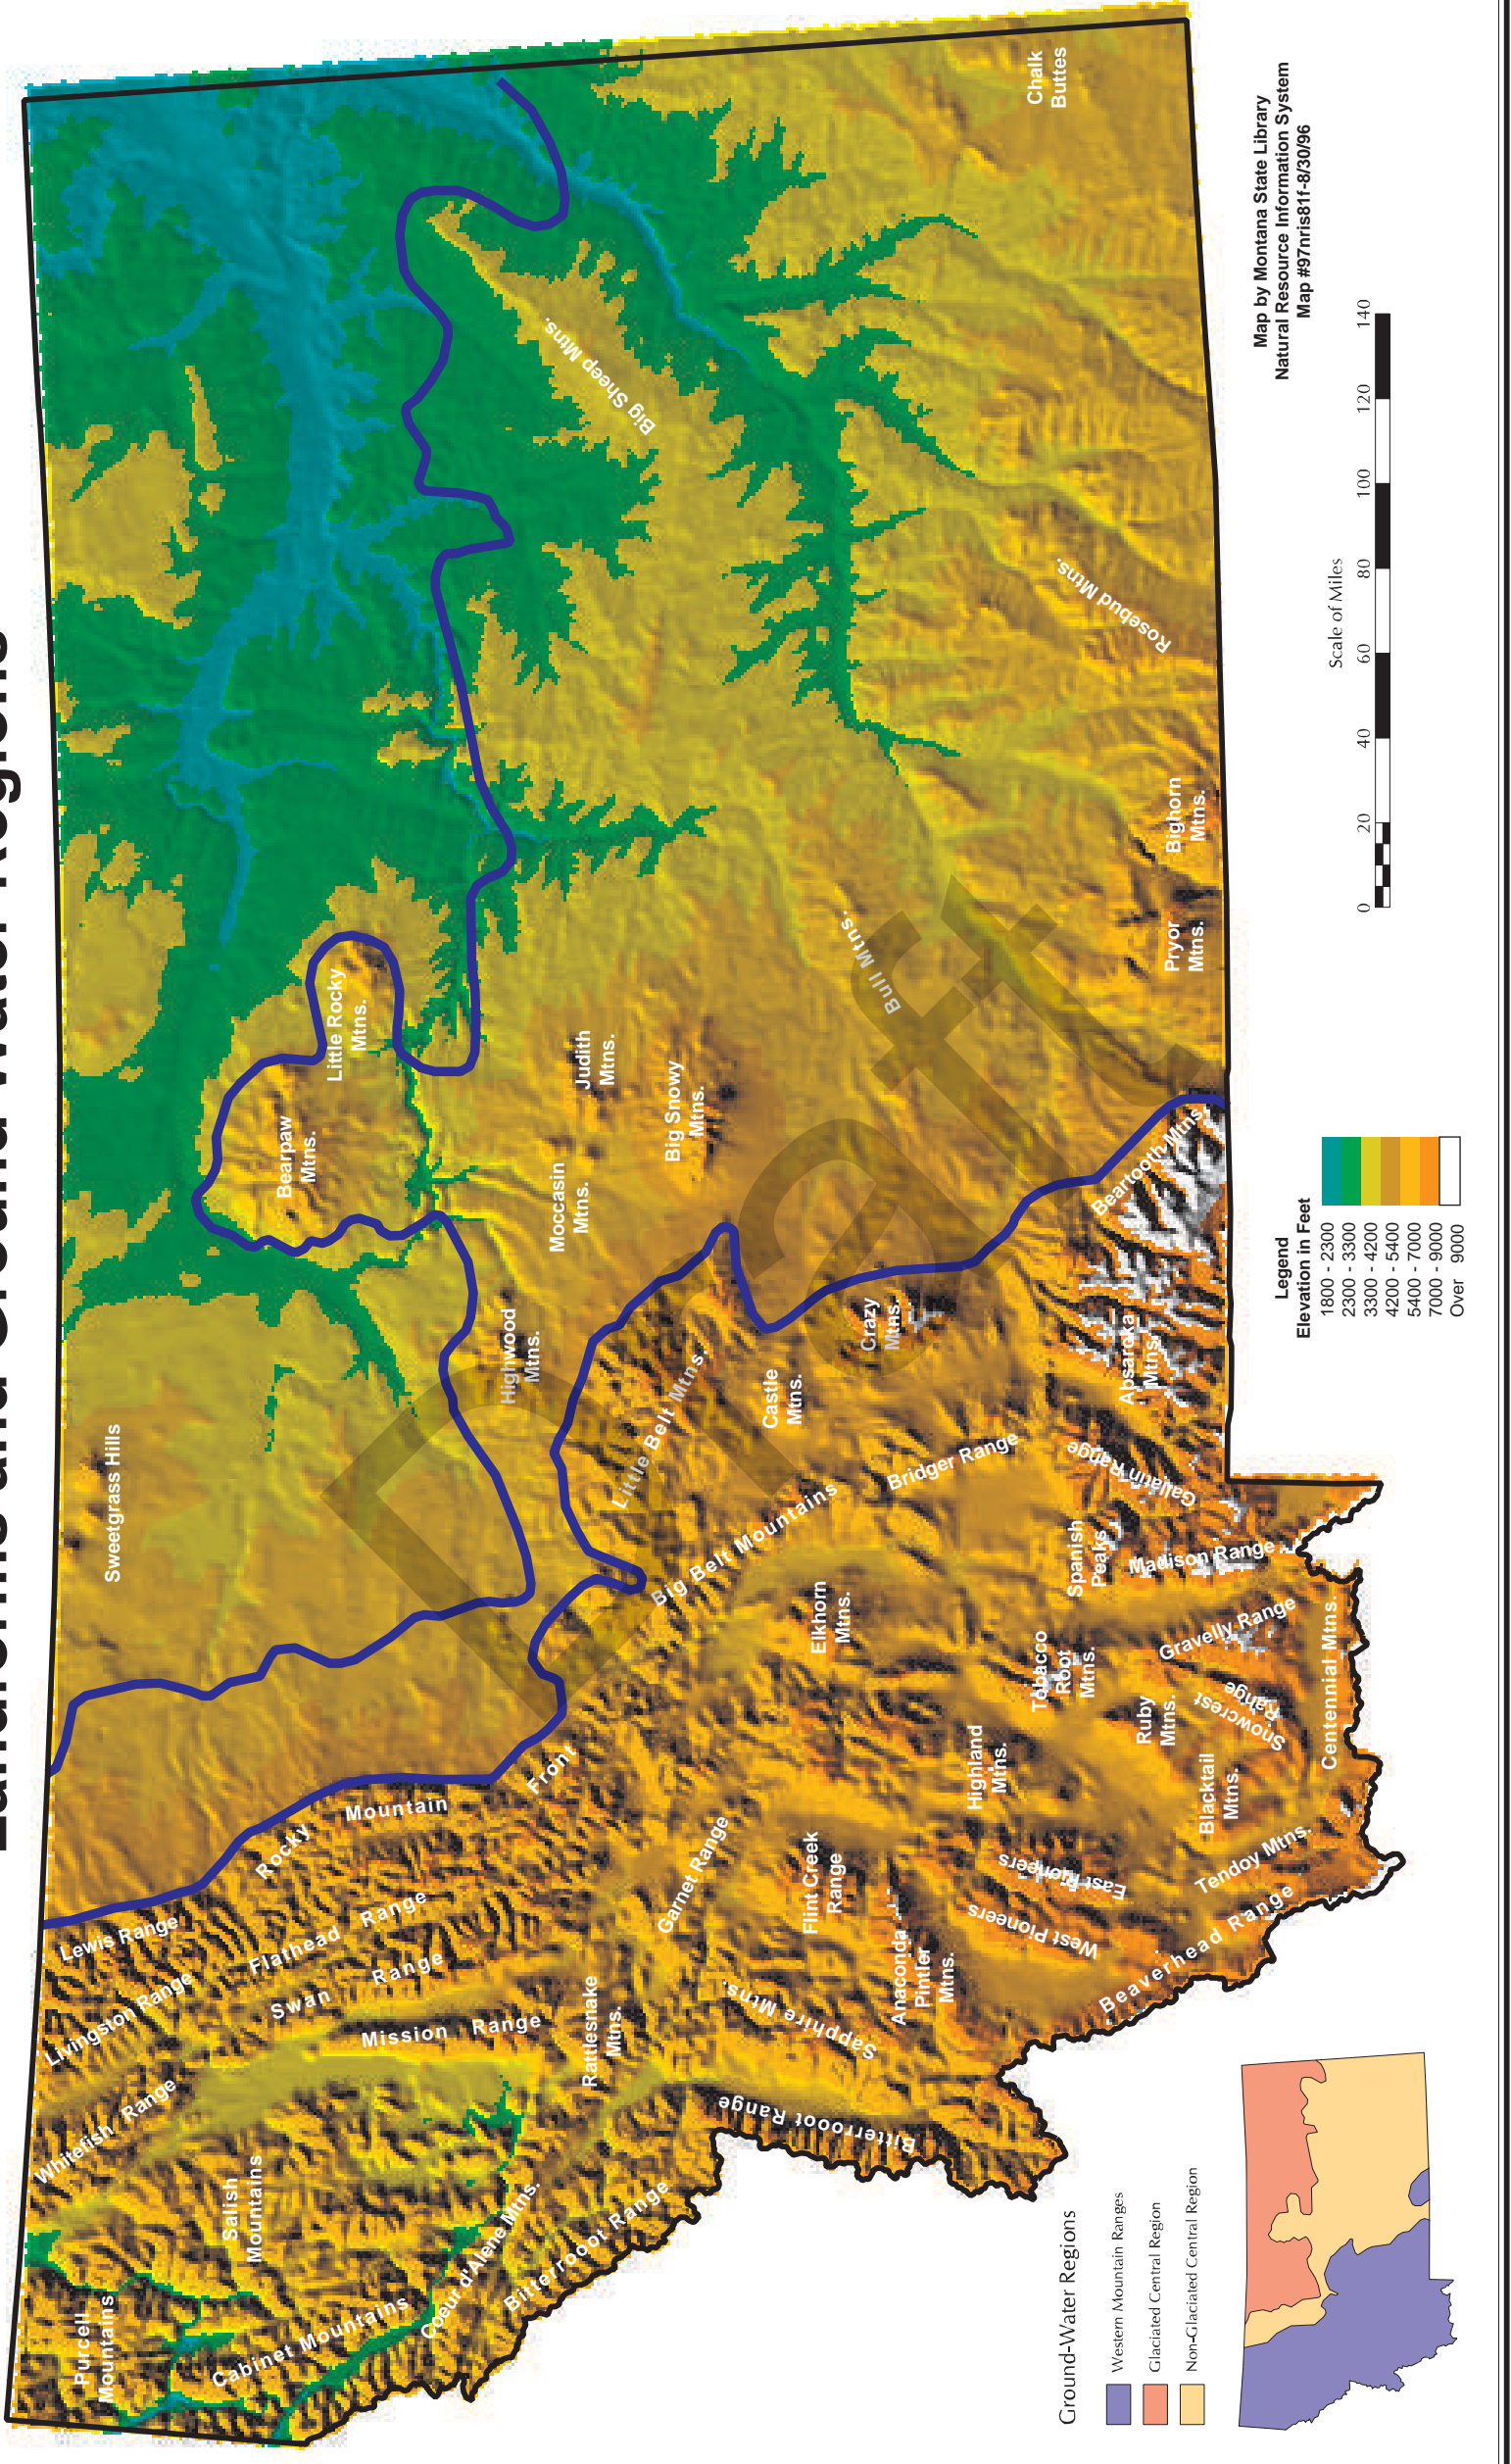 Landforms and Ground Water Regions
Purcell
Mountains
Whitefish Range
Livingston Range
Lewis Range
Sweetgrass Hills
Salish
Mountains
Cabinet Mountains
Flathead Range
Swan Range
Mission Range
Rocky Mountain Front
Bearpaw
Mtns.
Little Rocky
Mtns.
Coeur d'Alene Mtns.
Bitterrooot Range
Rattlesnake
Mtns.
Highwood
Mtns.
Moccasin
Mtns.
Judith
Mtns.
Big Snowy
Mtns.
Big Sheep Mtns.
Garnet Range
Big Belt Mountains
Little Belt Mtns.
Castle
Mtns.
Crazy
Mtns.
Bull Mtns.
Bitterrooot Range
Sapphire Mtns.
Flint Creek
Range
Elkhorn
Mtns.
Bridger Range
Anaconda
Pintler
Mtns.
Highland
Mtns.
West Pioneers
East Pioneers
Tobacco
Root
Mtns.
Spanish
Peaks
Gallatin Range
Absaroka
Mtns.
Beartooth Mtns.
Pryor
Mtns.
Bighorn
Mtns.
Rosebud Mtns.
Chalk
Buttes
Beaverhead Range
Tendoy Mtns.
Blacktail
Mtns.
Ruby
Mtns.
Snowcrest
Range
Gravelly Range
Madison Range
Centennial Mtns.
Draft
Ground-Water Regions
Western Mountain Ranges
Glaciated Central Region
Non-Glaciated Central Region
Legend
Elevation in Feet
1800 - 2300
2300 - 3300
3300 - 4200
4200 - 5400
5400 - 7000
7000 - 9000
Over 9000
Scale of Miles
0 20 40 60 80 100 120 140
Map by Montana State Library
Natural Resource Information System
Map #97nris81f-8/30/96